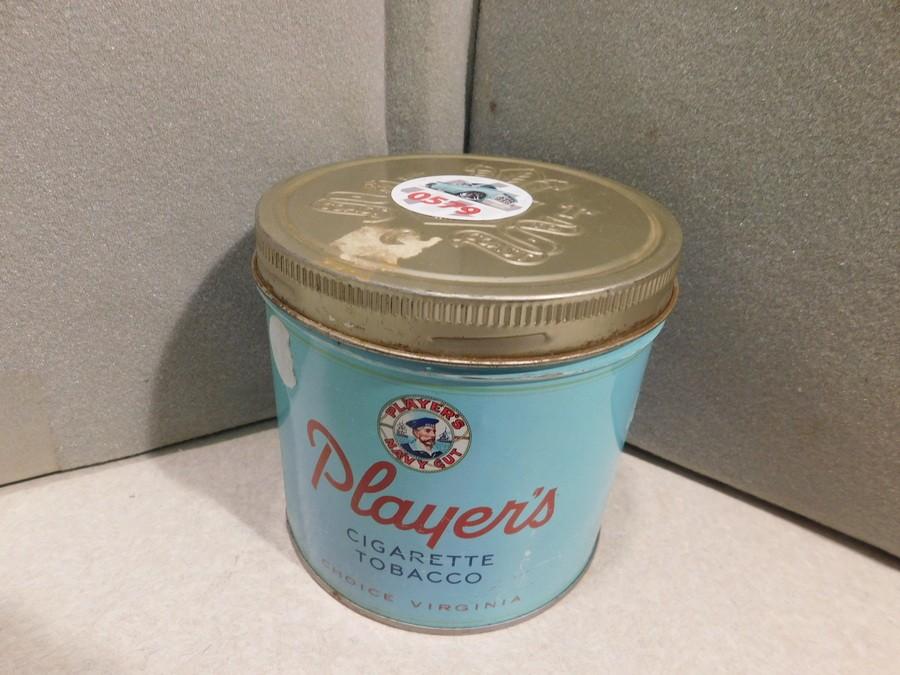 0579
PLAYER'S
NAVY CUT
Player's
CIGARETTE
TOBACCO
CHOICE VIRGINIA